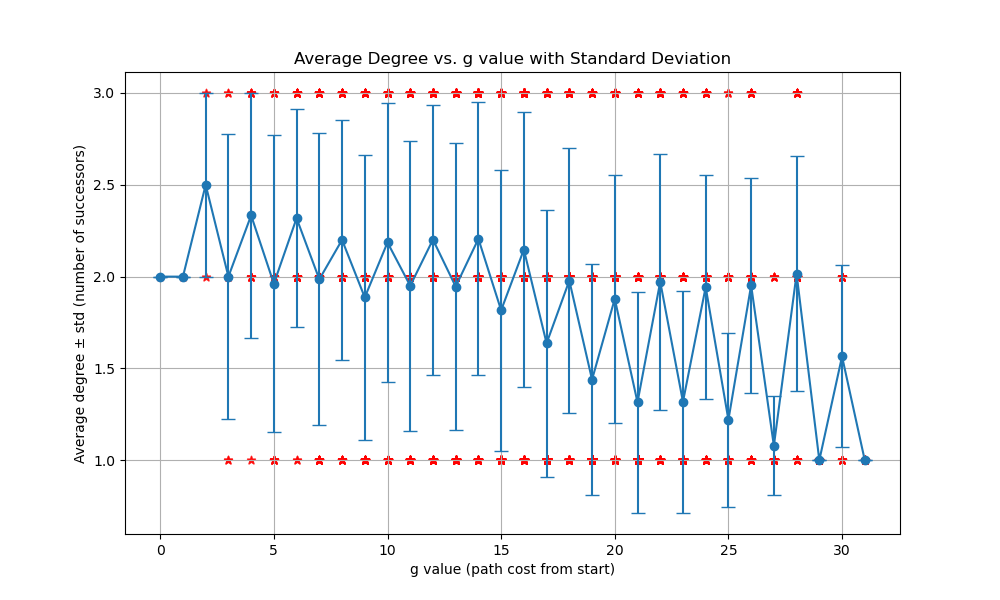 Average Degree vs. g value with Standard Deviation
Average degree ± std (number of successors)
3.0
2.5
2.0
1.5
1.0
0 5 10 15 20 25 30
g value (path cost from start)